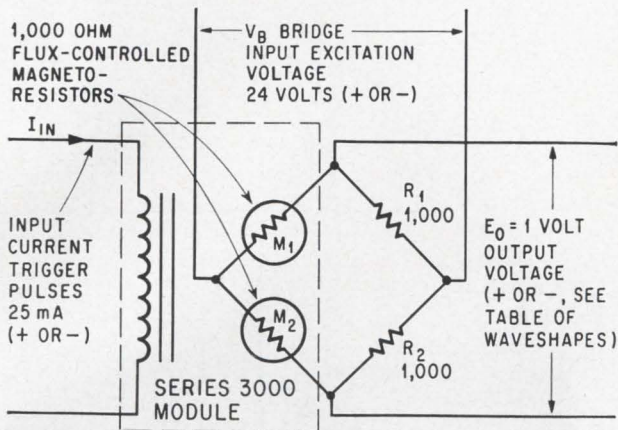 1,000 OHM
FLUX-CONTROLLED
MAGNETO-
RESISTORS
V_B BRIDGE
INPUT EXCITATION
VOLTAGE
24 VOLTS (+ OR −)
I_IN
INPUT
CURRENT
TRIGGER
PULSES
25 mA
(+ OR −)
M_1
M_2
R_1
1,000
R_2
1,000
E_O = 1 VOLT
OUTPUT
VOLTAGE
(+ OR −, SEE
TABLE OF
WAVESHAPES)
SERIES 3000
MODULE